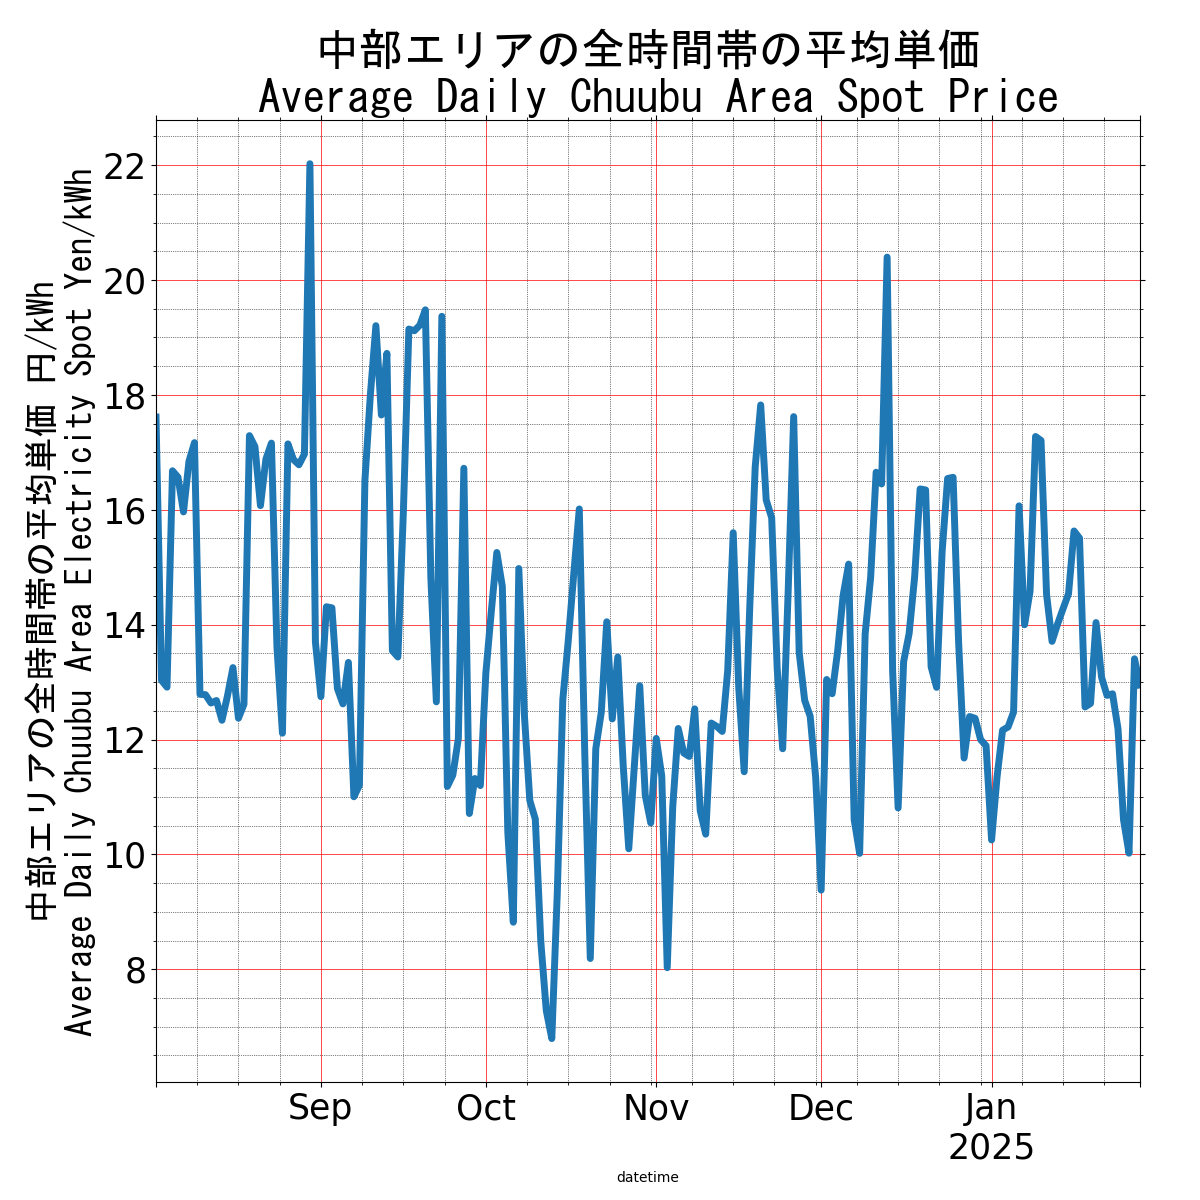 中部エリアの全時間帯の平均単価
Average Daily Chuubu Area Spot Price
中部エリアの全時間帯の平均単価 円/kWh
Average Daily Chuubu Area Electricity Spot Yen/kWh
22
20
18
16
14
12
10
8
Sep Oct Nov Dec Jan
2025
datetime